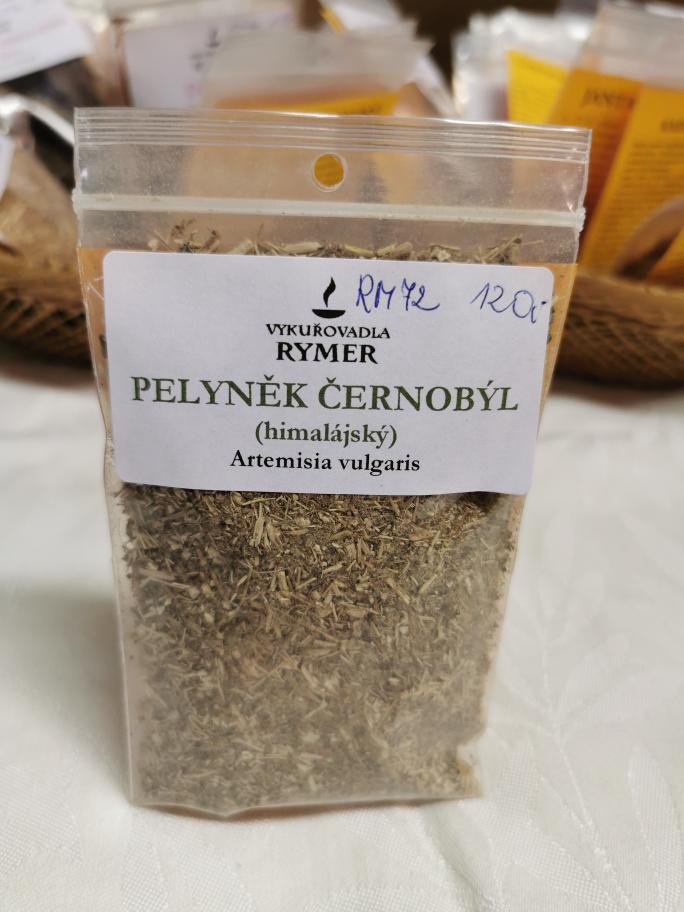 RM72 120,-
VYKUŘOVADLA
RYMER
PELYNĚK ČERNOBÝL
(himalájský)
Artemisia vulgaris